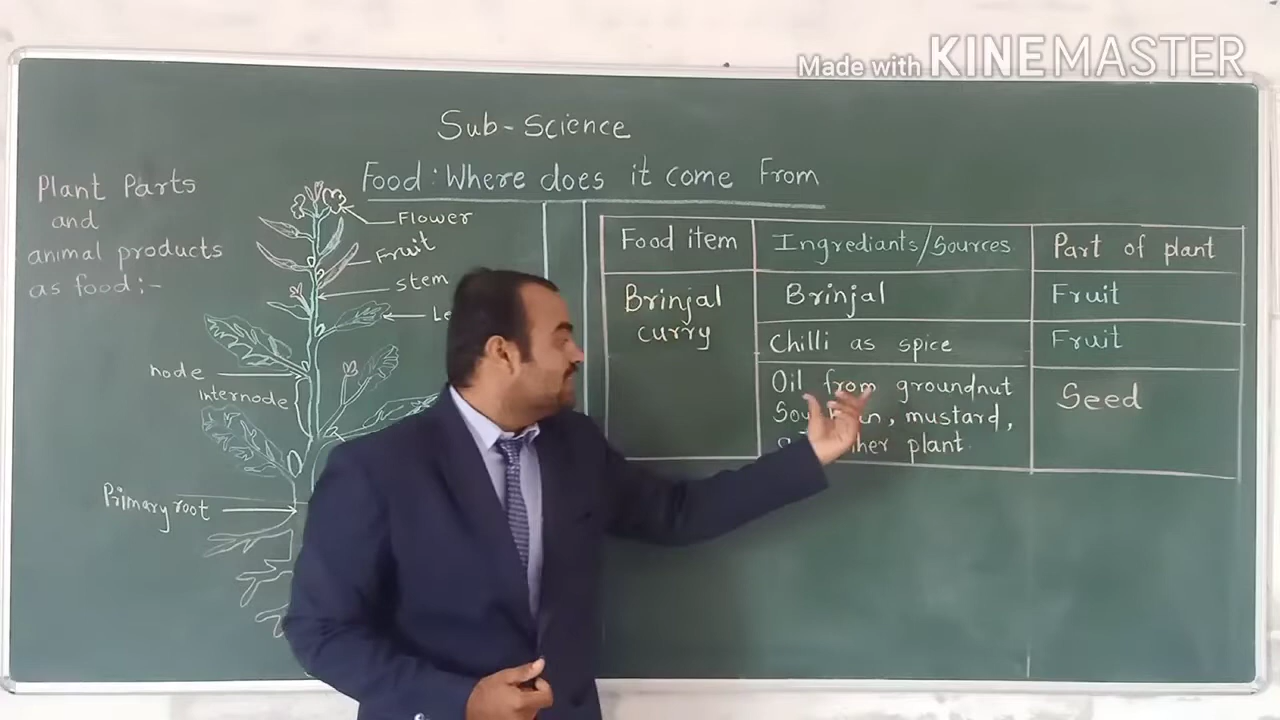 Made with KINEMASTER
Sub-Science
Food: Where does it come From
Plant Parts
and
animal products
as food:-
Flower
Fruit
stem
node
Internode
Primary root
Food item
Ingrediants/Sources
Part of plant
Brinjal
curry
Brinjal
Fruit
Chilli as spice
Fruit
Oil from groundnut
mustard,
plant.
Seed